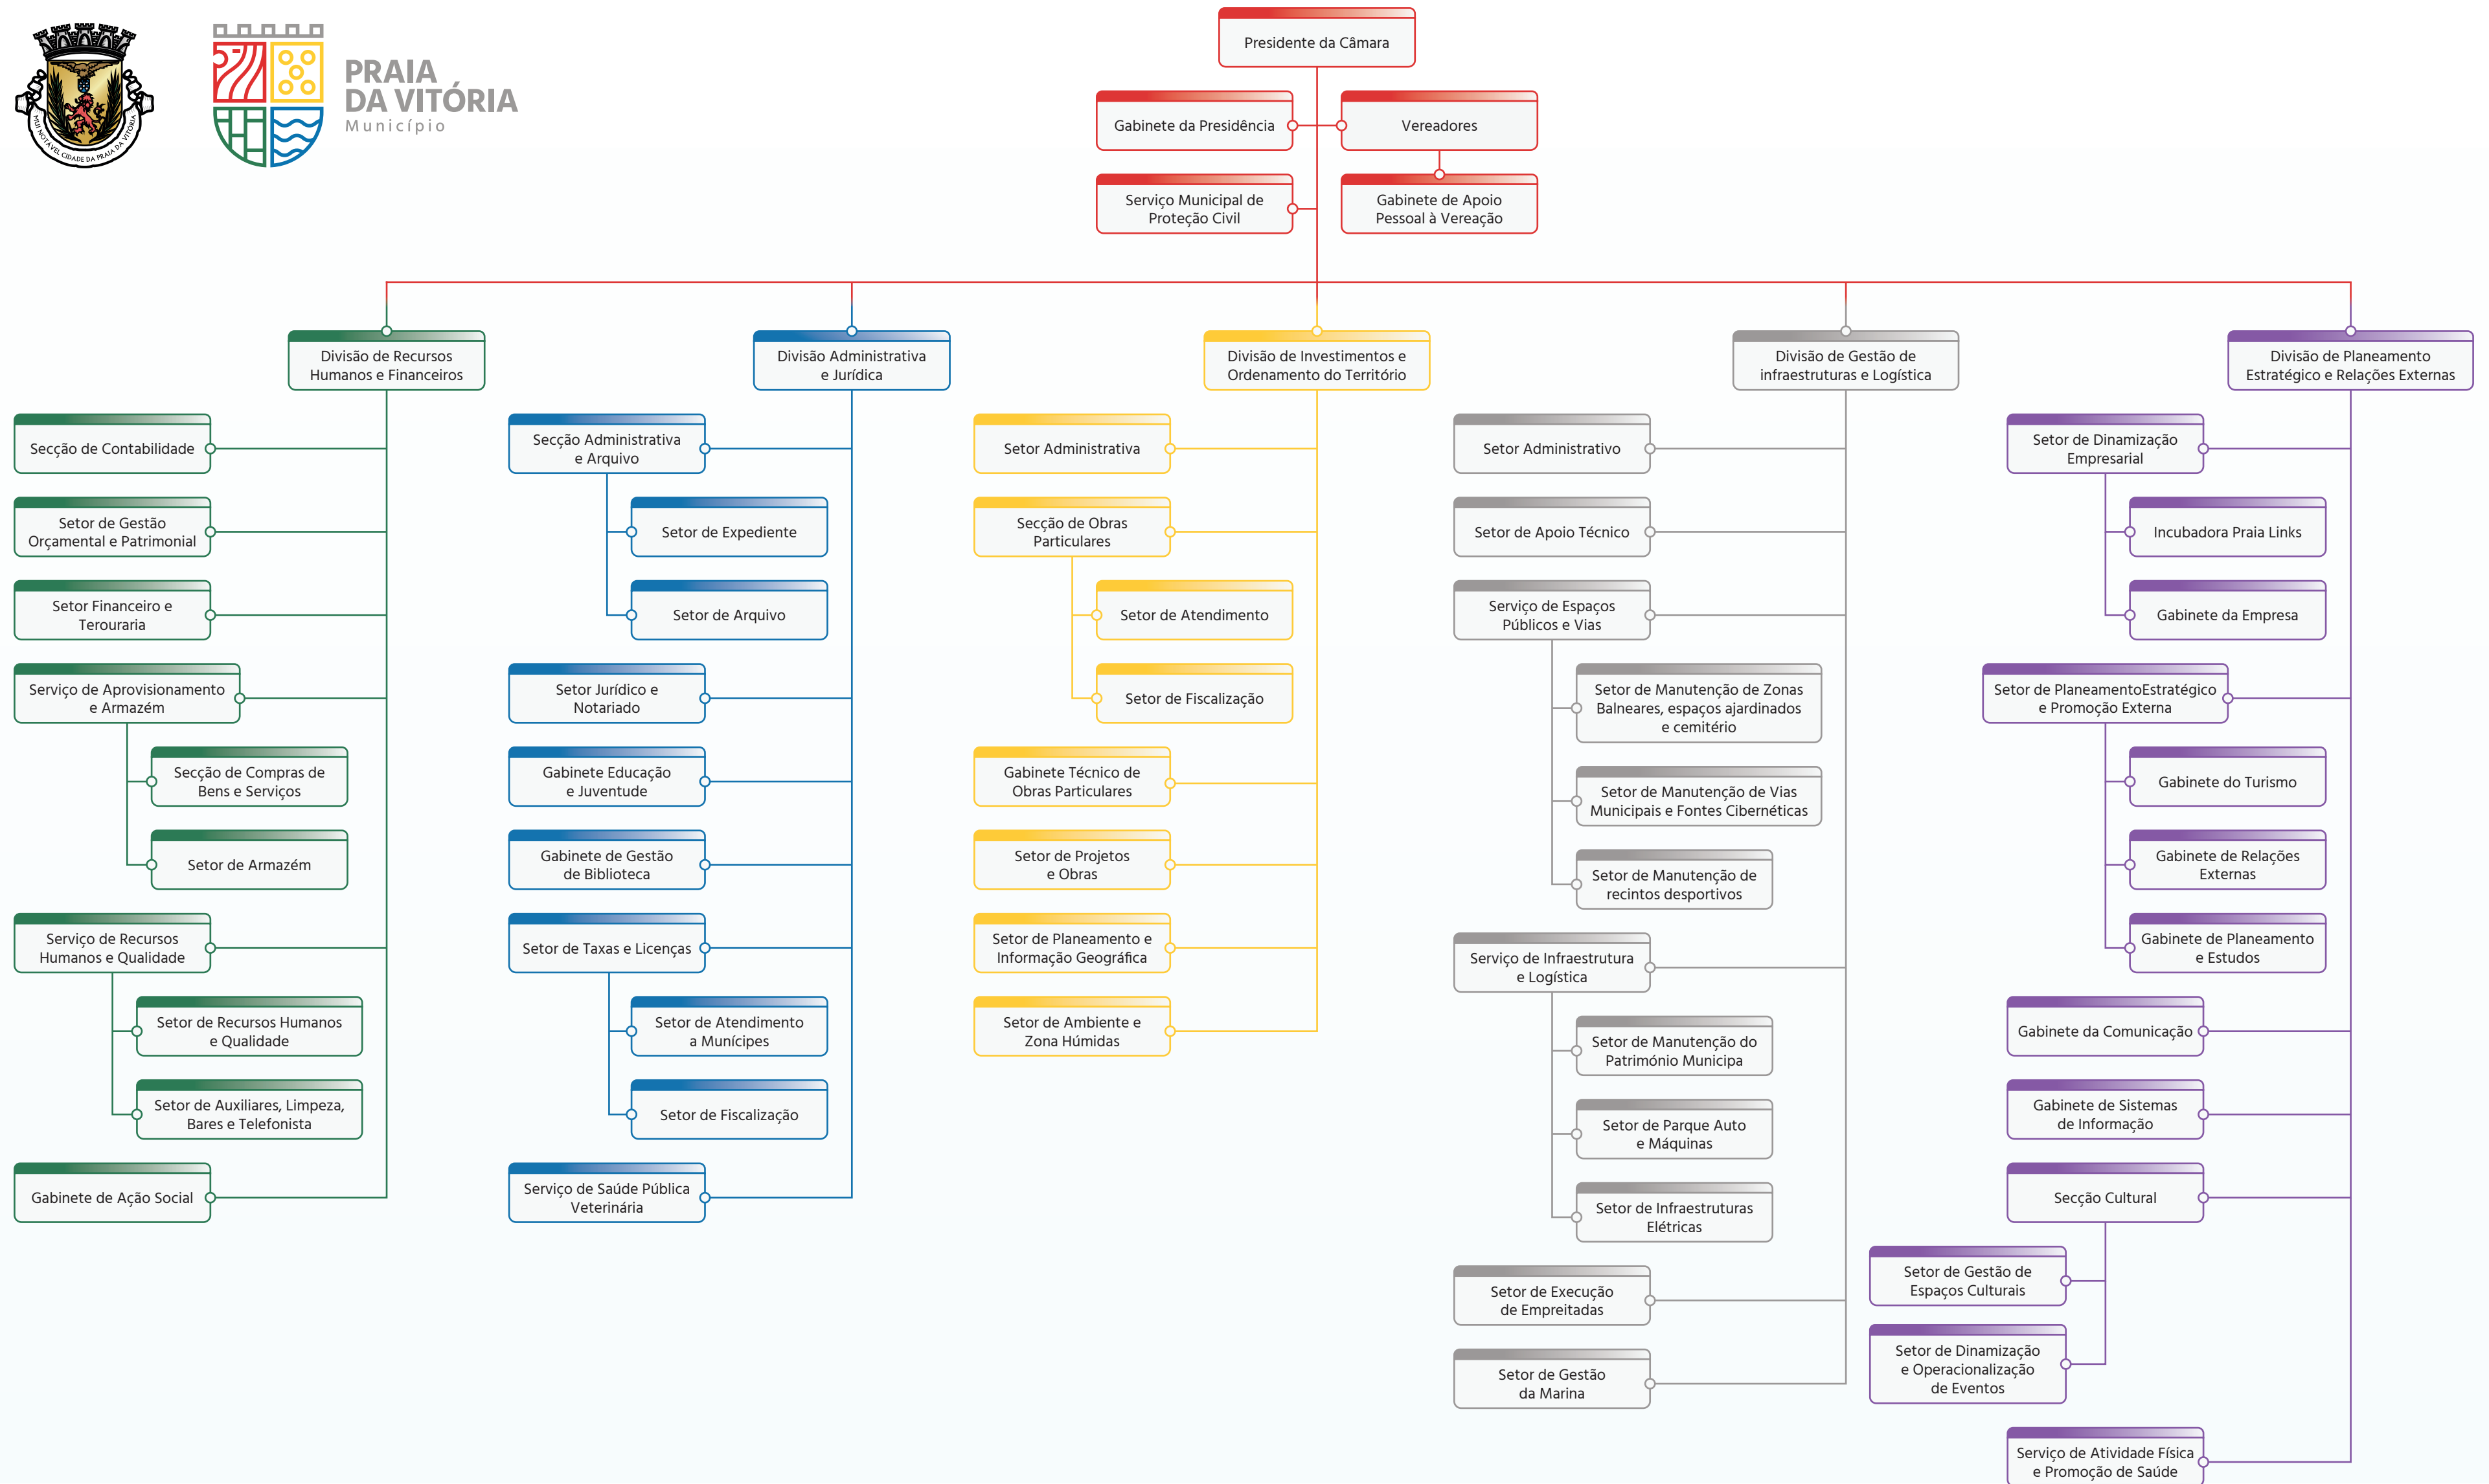 MUI NOTÁVEL CIDADE DA PRAIA DA VITÓRIA
PRAIA
DA VITÓRIA
Município
Presidente da Câmara
Gabinete da Presidência
Vereadores
Serviço Municipal de
Proteção Civil
Gabinete de Apoio
Pessoal à Vereação
Divisão de Recursos
Humanos e Financeiros
Secção de Contabilidade
Setor de Gestão
Orçamental e Patrimonial
Setor Financeiro e
Terouraria
Serviço de Aprovisionamento
e Armazém
Secção de Compras de
Bens e Serviços
Setor de Armazém
Serviço de Recursos
Humanos e Qualidade
Setor de Recursos Humanos
e Qualidade
Setor de Auxiliares, Limpeza,
Bares e Telefonista
Gabinete de Ação Social
Divisão Administrativa
e Jurídica
Secção Administrativa
e Arquivo
Setor de Expediente
Setor de Arquivo
Setor Jurídico e
Notariado
Gabinete Educação
e Juventude
Gabinete de Gestão
de Biblioteca
Setor de Taxas e Licenças
Setor de Atendimento
a Munícipes
Setor de Fiscalização
Serviço de Saúde Pública
Veterinária
Divisão de Investimentos e
Ordenamento do Território
Setor Administrativa
Secção de Obras
Particulares
Setor de Atendimento
Setor de Fiscalização
Gabinete Técnico de
Obras Particulares
Setor de Projetos
e Obras
Setor de Planeamento e
Informação Geográfica
Setor de Ambiente e
Zona Húmidas
Divisão de Gestão de
infraestruturas e Logística
Setor Administrativo
Setor de Apoio Técnico
Serviço de Espaços
Públicos e Vias
Setor de Manutenção de Zonas
Balneares, espaços ajardinados
e cemitério
Setor de Manutenção de Vias
Municipais e Fontes Cibernéticas
Setor de Manutenção de
recintos desportivos
Serviço de Infraestrutura
e Logística
Setor de Manutenção do
Património Municipa
Setor de Parque Auto
e Máquinas
Setor de Infraestruturas
Elétricas
Setor de Execução
de Empreitadas
Setor de Gestão
da Marina
Divisão de Planeamento
Estratégico e Relações Externas
Setor de Dinamização
Empresarial
Incubadora Praia Links
Gabinete da Empresa
Setor de PlaneamentoEstratégico
e Promoção Externa
Gabinete do Turismo
Gabinete de Relações
Externas
Gabinete de Planeamento
e Estudos
Gabinete da Comunicação
Gabinete de Sistemas
de Informação
Secção Cultural
Setor de Gestão de
Espaços Culturais
Setor de Dinamização
e Operacionalização
de Eventos
Serviço de Atividade Física
e Promoção de Saúde